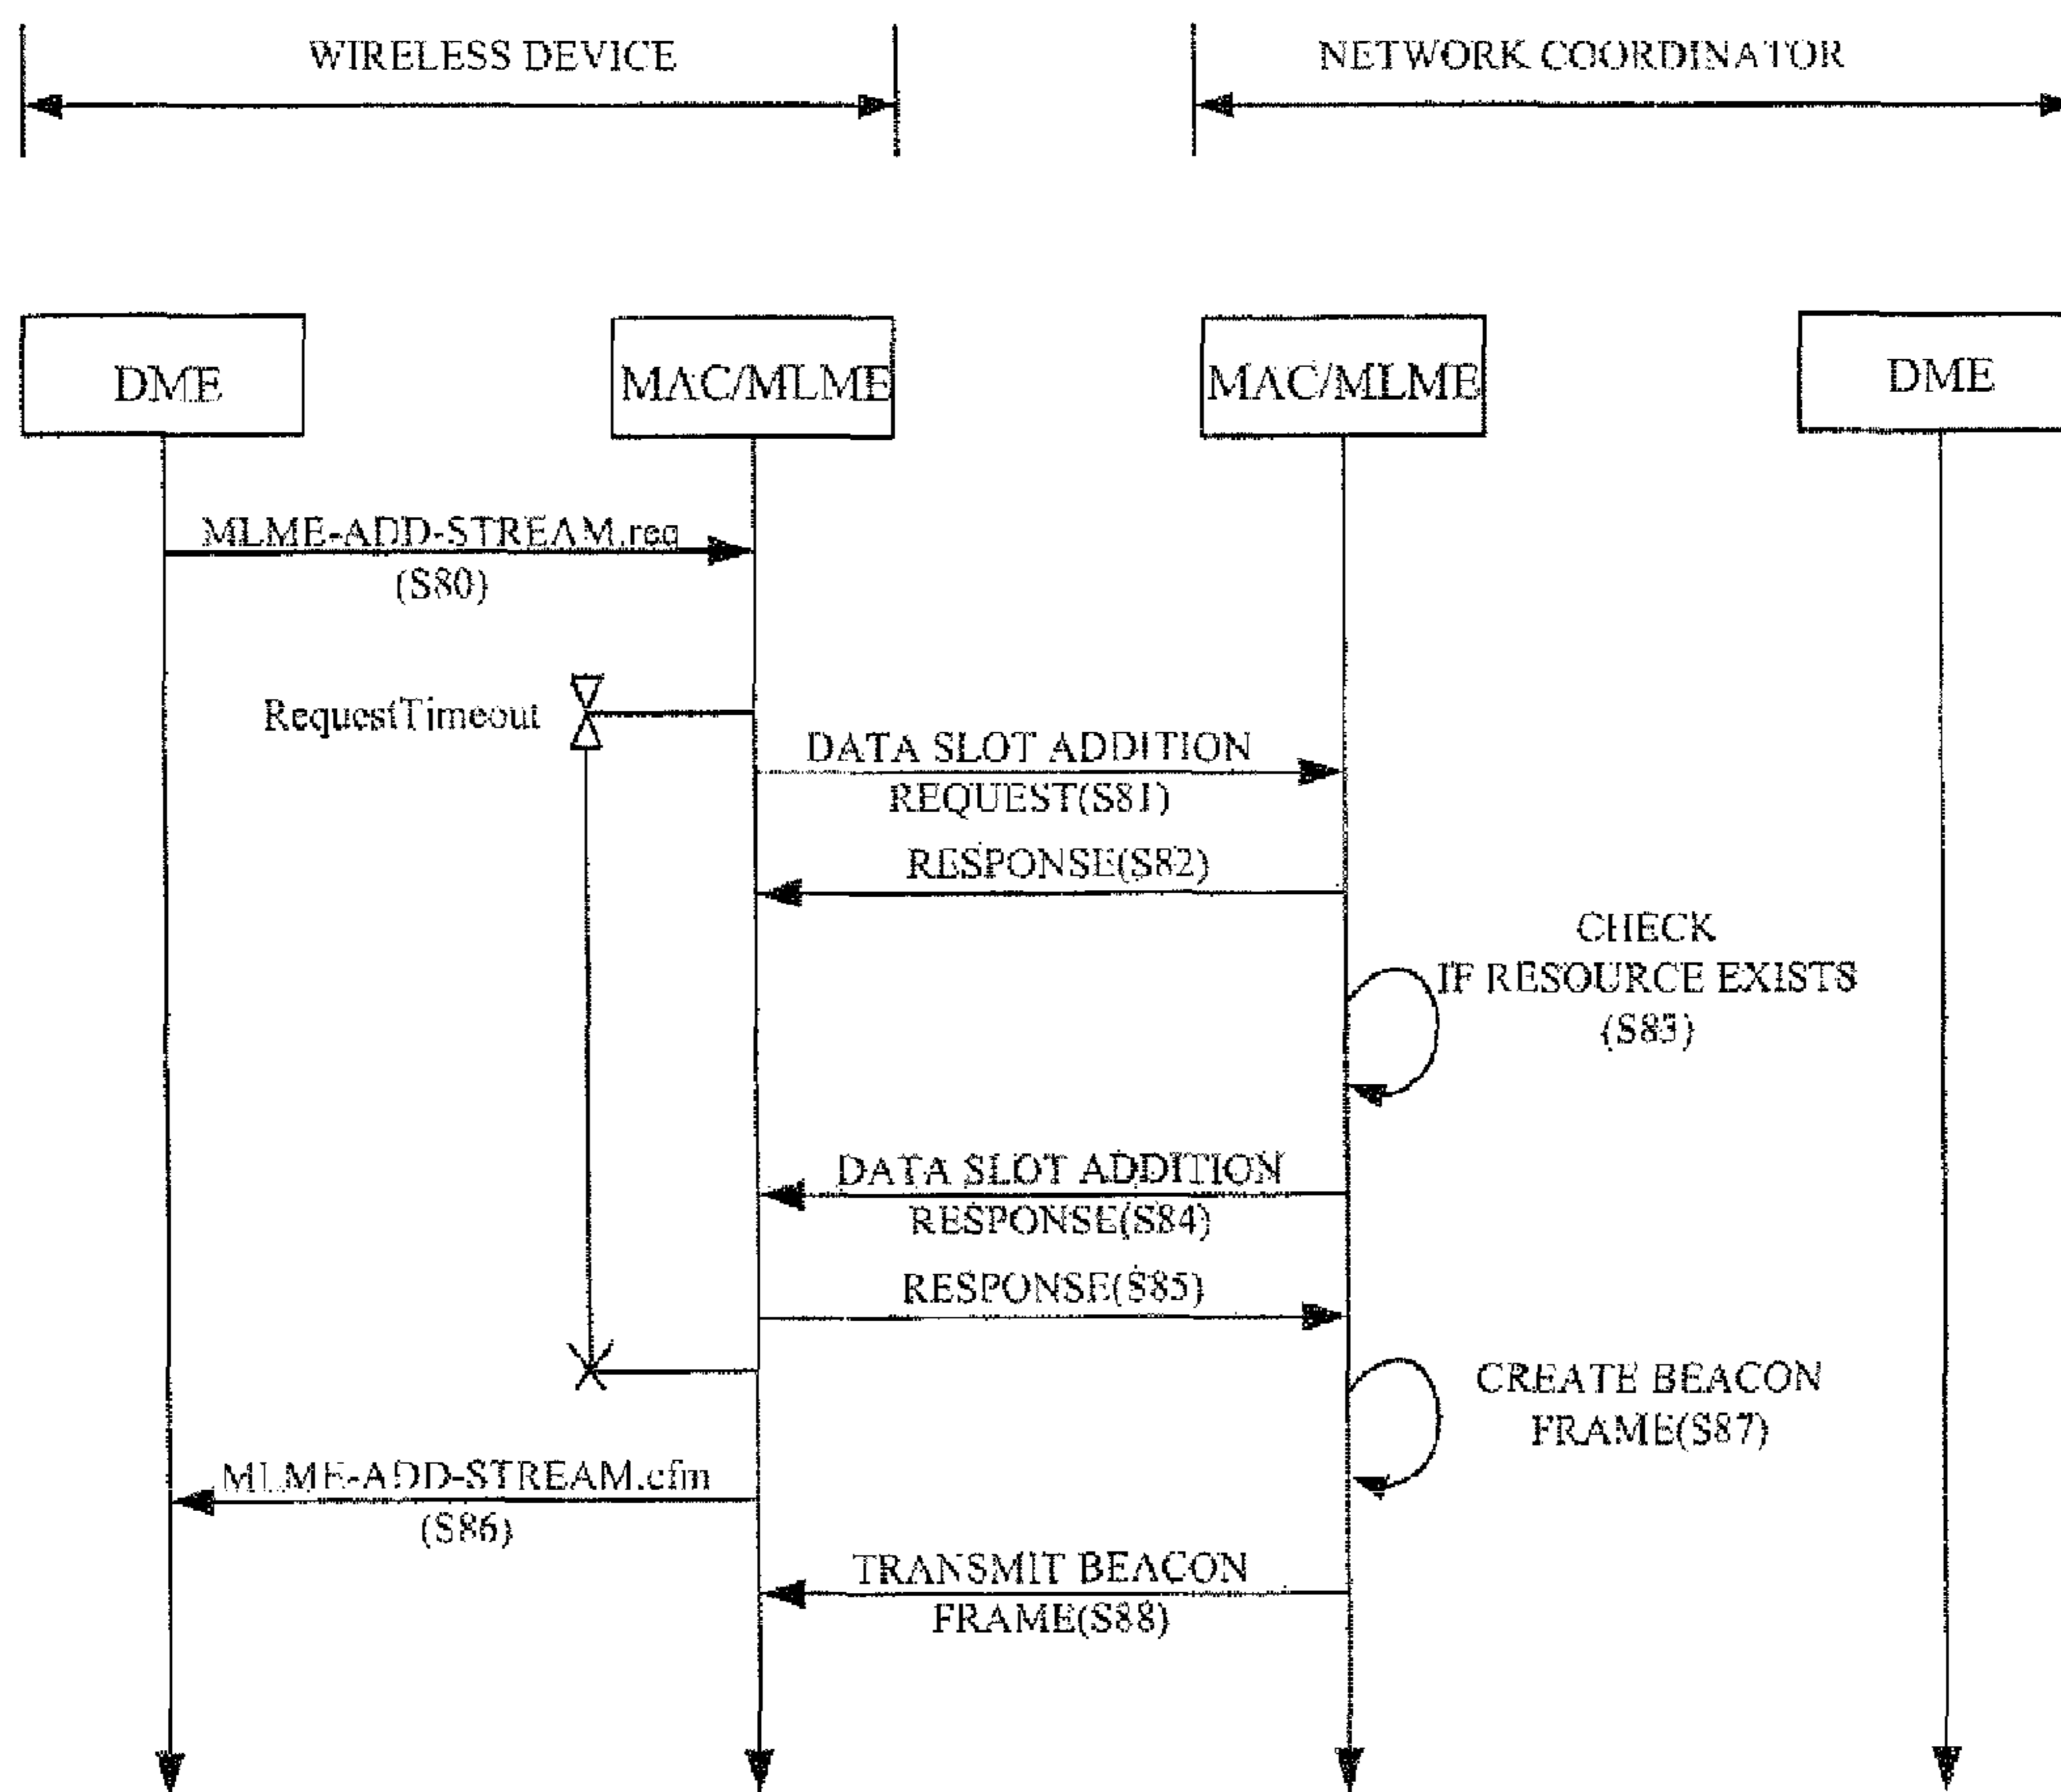 WIRELESS DEVICE
NETWORK COORDINATOR
DME
MAC/MLME
MAC/MLME
DME
MLME-ADD-STREAM.req
(S80)
RequestTimeout
DATA SLOT ADDITION
REQUEST(S81)
RESPONSE(S82)
CHECK
IF RESOURCE EXISTS
(S83)
DATA SLOT ADDITION
RESPONSE(S84)
RESPONSE(S85)
CREATE BEACON
FRAME(S87)
MLME-ADD-STREAM.cfm
(S86)
TRANSMIT BEACON
FRAME(S88)